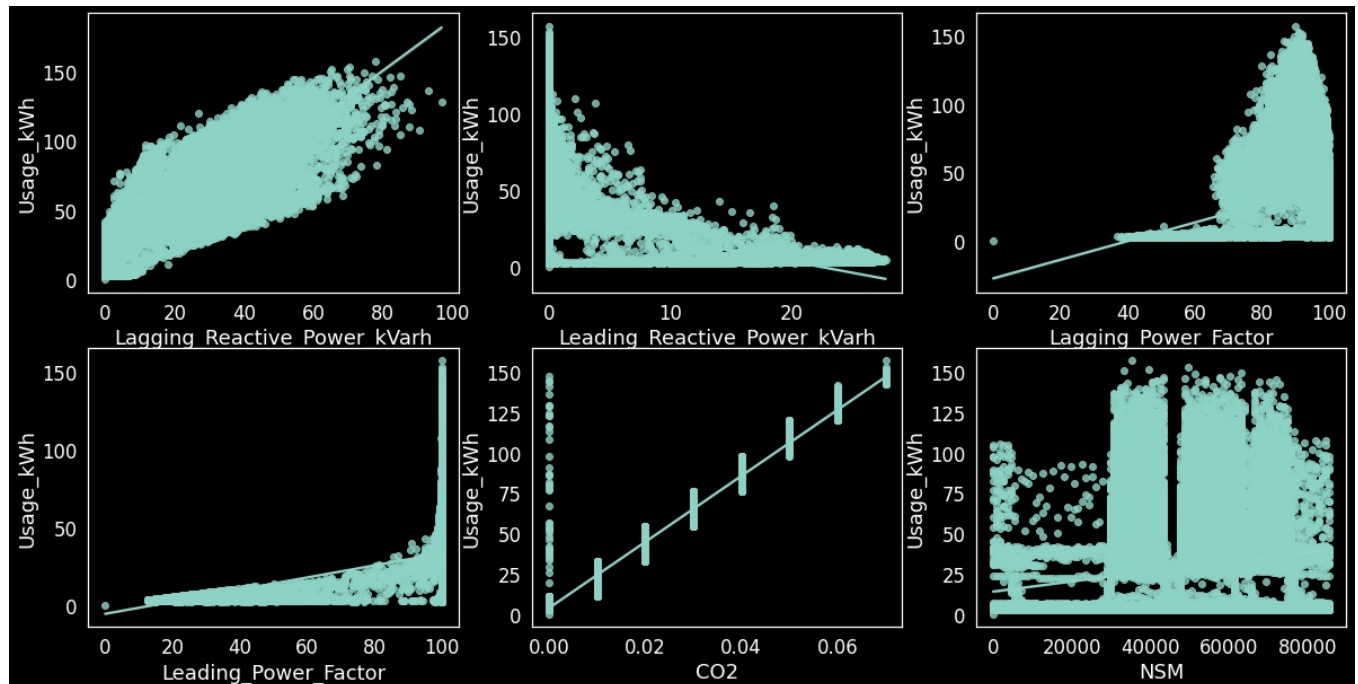 Usage_kWh
150
100
50
0
0 20 40 60 80 100
Lagging_Reactive_Power_kVarh
Usage_kWh
150
100
50
0
0 10 20
Leading_Reactive_Power_kVarh
Usage_kWh
150
100
50
0
0 20 40 60 80 100
Lagging_Power_Factor
Usage_kWh
150
100
50
0
0 20 40 60 80 100
Leading_Power_Factor
Usage_kWh
150
125
100
75
50
25
0
0.00 0.02 0.04 0.06
CO2
Usage_kWh
150
125
100
75
50
25
0
0 20000 40000 60000 80000
NSM